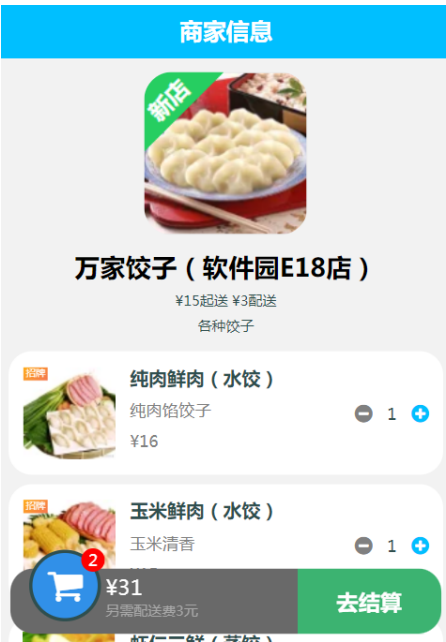 商家信息
新店
万家饺子（软件园E18店）
¥15起送 ¥3配送
各种饺子
招牌
纯肉鲜肉（水饺）
纯肉馅饺子
1
¥16
招牌
玉米鲜肉（水饺）
玉米清香
1
2
¥31
另需配送费3元
去结算